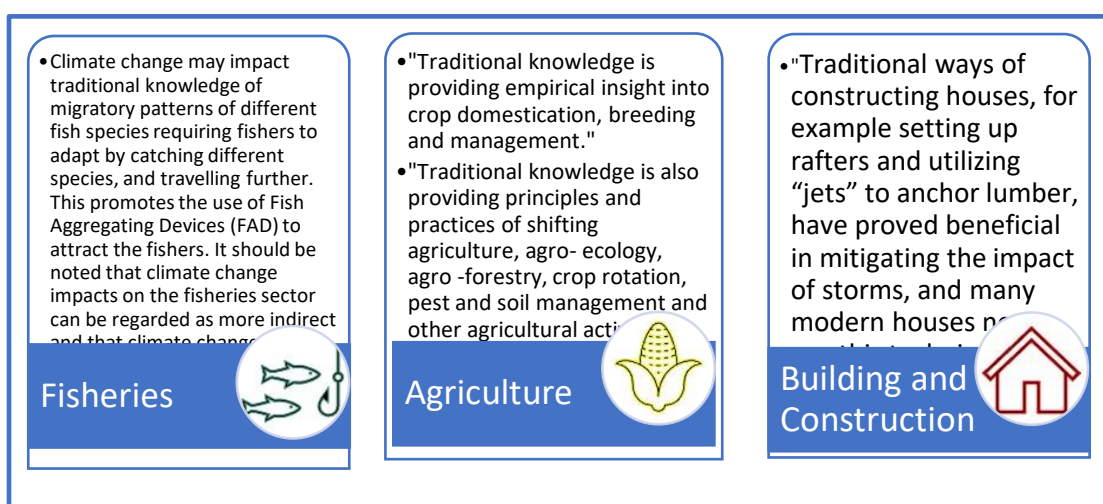 •Climate change may impact
traditional knowledge of
migratory patterns of different
fish species requiring fishers to
adapt by catching different
species, and travelling further.
This promotes the use of Fish
Aggregating Devices (FAD) to
attract the fishers. It should be
noted that climate change
impacts on the fisheries sector
can be regarded as more indirect
and that climate change
Fisheries
•"Traditional knowledge is
providing empirical insight into
crop domestication, breeding
and management."
•"Traditional knowledge is also
providing principles and
practices of shifting
agriculture, agro- ecology,
agro -forestry, crop rotation,
pest and soil management and
other agricultural
Agriculture
•"Traditional ways of
constructing houses, for
example setting up
rafters and utilizing
“jets” to anchor lumber,
have proved beneficial
in mitigating the impact
of storms, and many
modern houses
Building and
Construction